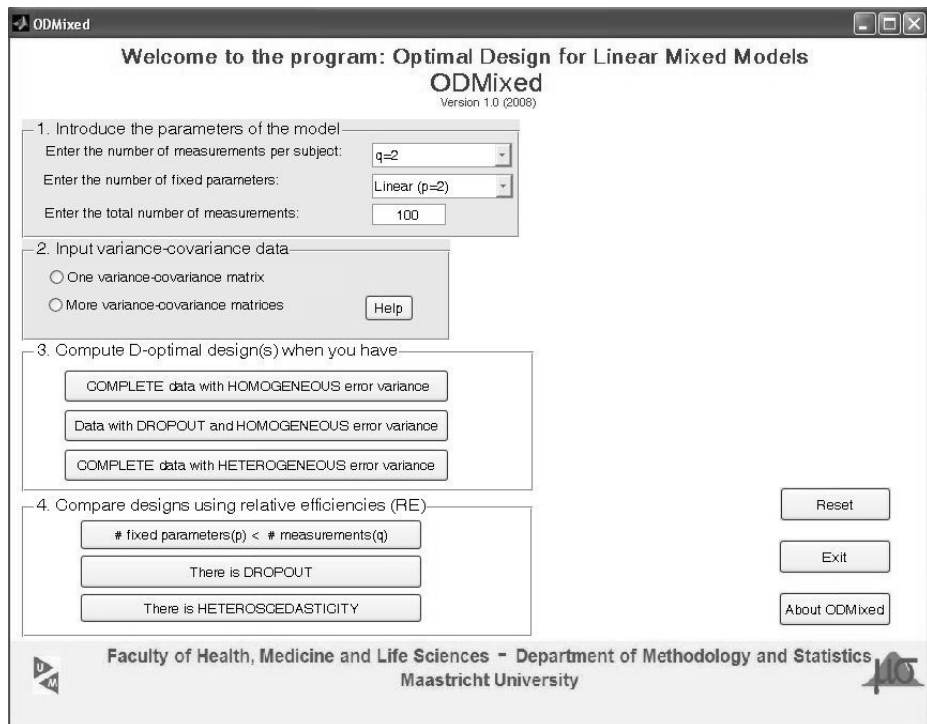 ODMixed
Welcome to the program: Optimal Design for Linear Mixed Models
ODMixed
Version 1.0 (2008)
1. Introduce the parameters of the model
Enter the number of measurements per subject:
q=2
Enter the number of fixed parameters:
Linear (p=2)
Enter the total number of measurements:
100
2. Input variance-covariance data
One variance-covariance matrix
More variance-covariance matrices
Help
3. Compute D-optimal design(s) when you have
COMPLETE data with HOMOGENEOUS error variance
Data with DROPOUT and HOMOGENEOUS error variance
COMPLETE data with HETEROGENEOUS error variance
4. Compare designs using relative efficiencies (RE)
# fixed parameters(p) < # measurements(q)
There is DROPOUT
There is HETEROSCEDASTICITY
Reset
Exit
About ODMixed
Faculty of Health, Medicine and Life Sciences - Department of Methodology and Statistics
Maastricht University
U
M
μσ